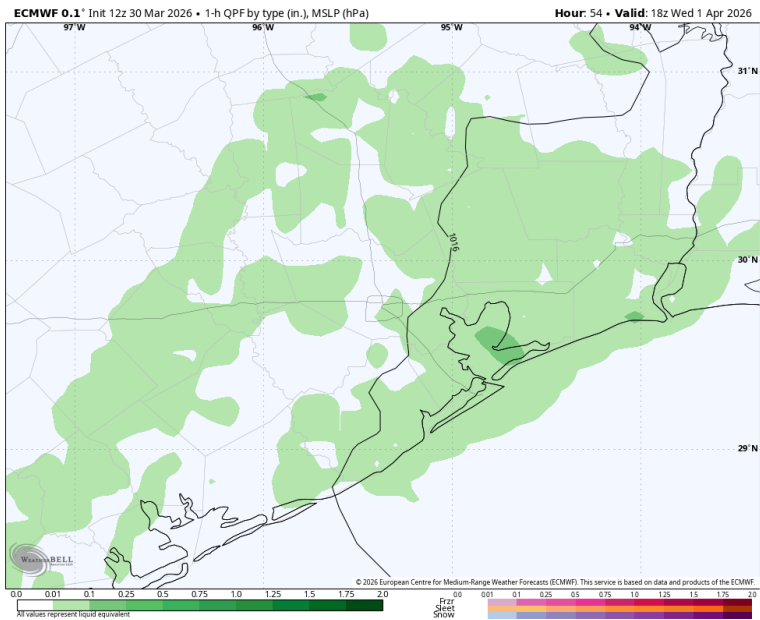 ECMWF 0.1° Init 12z 30 Mar 2026 • 1-h QPF by type (in.), MSLP (hPa)    Hour: 54 • Valid: 18z Wed 1 Apr 2026
97°W 96°W 95°W 94°W
31°N
1016
30°N
29°N
WEATHERBELL
© 2026 European Centre for Medium-Range Weather Forecasts (ECMWF). This service is based on data and products of the ECMWF.
0.0 0.01 0.1 0.25 0.5 0.75 1.0 1.25 1.5 1.75 2.0
0.0 0.01 0.1 0.25 0.50 0.75 1.0 1.25 1.5 1.75 2.0
Frzr
Sleet
Snow
All values represent liquid equivalent